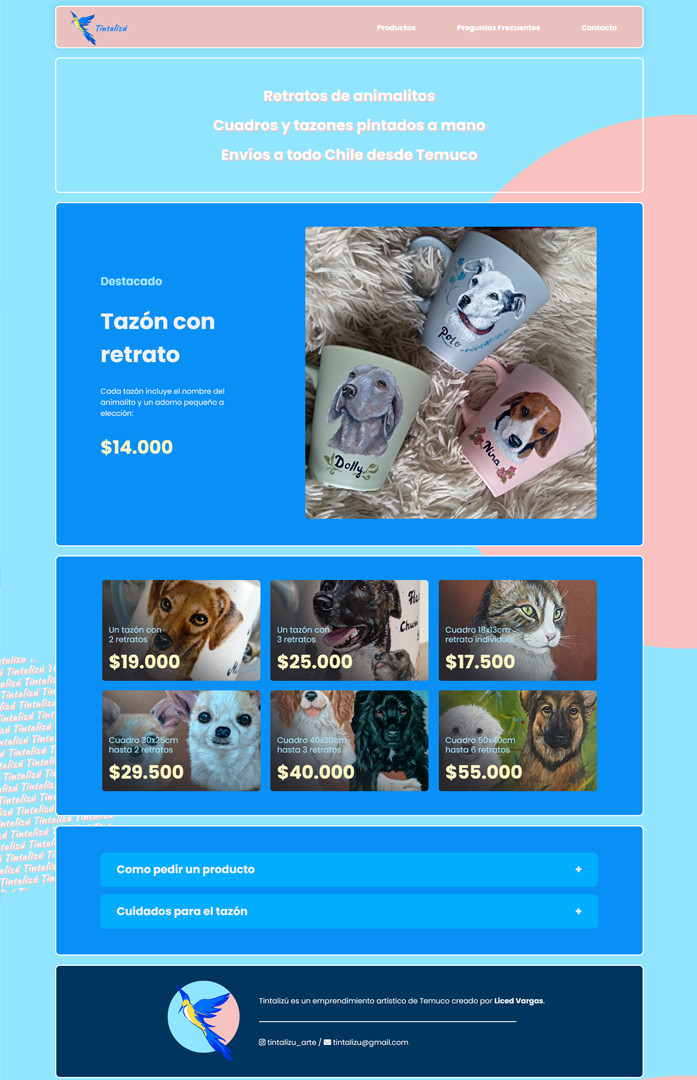 Tintalizú
Productos
Preguntas Frecuentes
Contacto
Retratos de animalitos
Cuadros y tazones pintados a mano
Envíos a todo Chile desde Temuco
Destacado
Tazón con
retrato
Cada tazón incluye el nombre del
animalito y un adorno pequeño a
elección:
$14.000
Polo
Dolly
Nina
Un tazón con
2 retratos
$19.000
Un tazón con
3 retratos
$25.000
Cuadro 18x13cm
retrato individual
$17.500
Cuadro 30x25cm
hasta 2 retratos
$29.500
Cuadro 40x30cm
hasta 3 retratos
$40.000
Cuadro 50x40cm
hasta 6 retratos
$55.000
Como pedir un producto
+
Cuidados para el tazón
+
Tintalizú es un emprendimiento artístico de Temuco creado por Liced Vargas.
tintalizu_arte / tintalizu@gmail.com